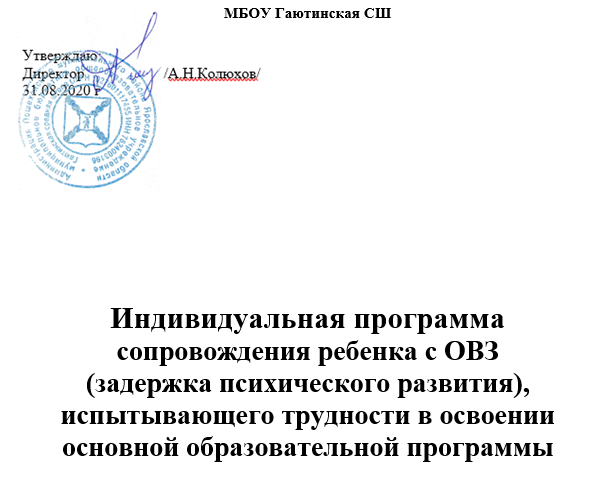 МБОУ Гаютинская СШ
Утверждаю
Директор /А.Н.Колюхов/
31.08.2020 г
Индивидуальная программа
сопровождения ребенка с ОВЗ
(задержка психического развития),
испытывающего трудности в освоении
основной образовательной программы